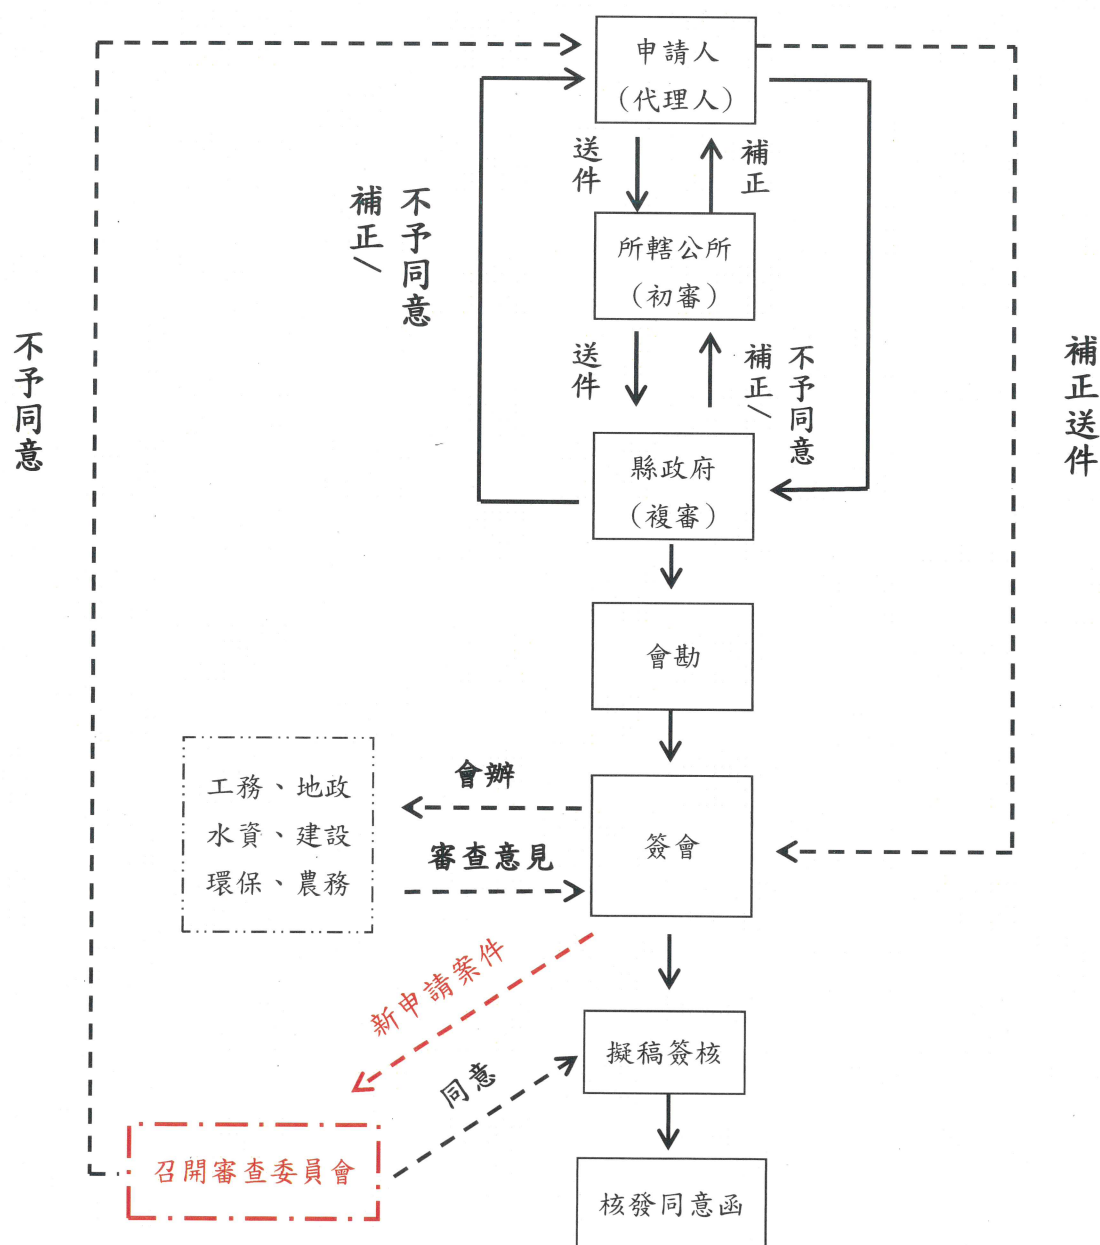 申請人
(代理人)
送件
補正
補正/
不予同意
所轄公所
(初審)
不予同意
補正送件
送件
補正/
不予同意
縣政府
(複審)
會勘
工務、地政
水資、建設
環保、農務
會辦
審查意見
簽會
新申請案件
同意
擬稿簽核
召開審查委員會
核發同意函